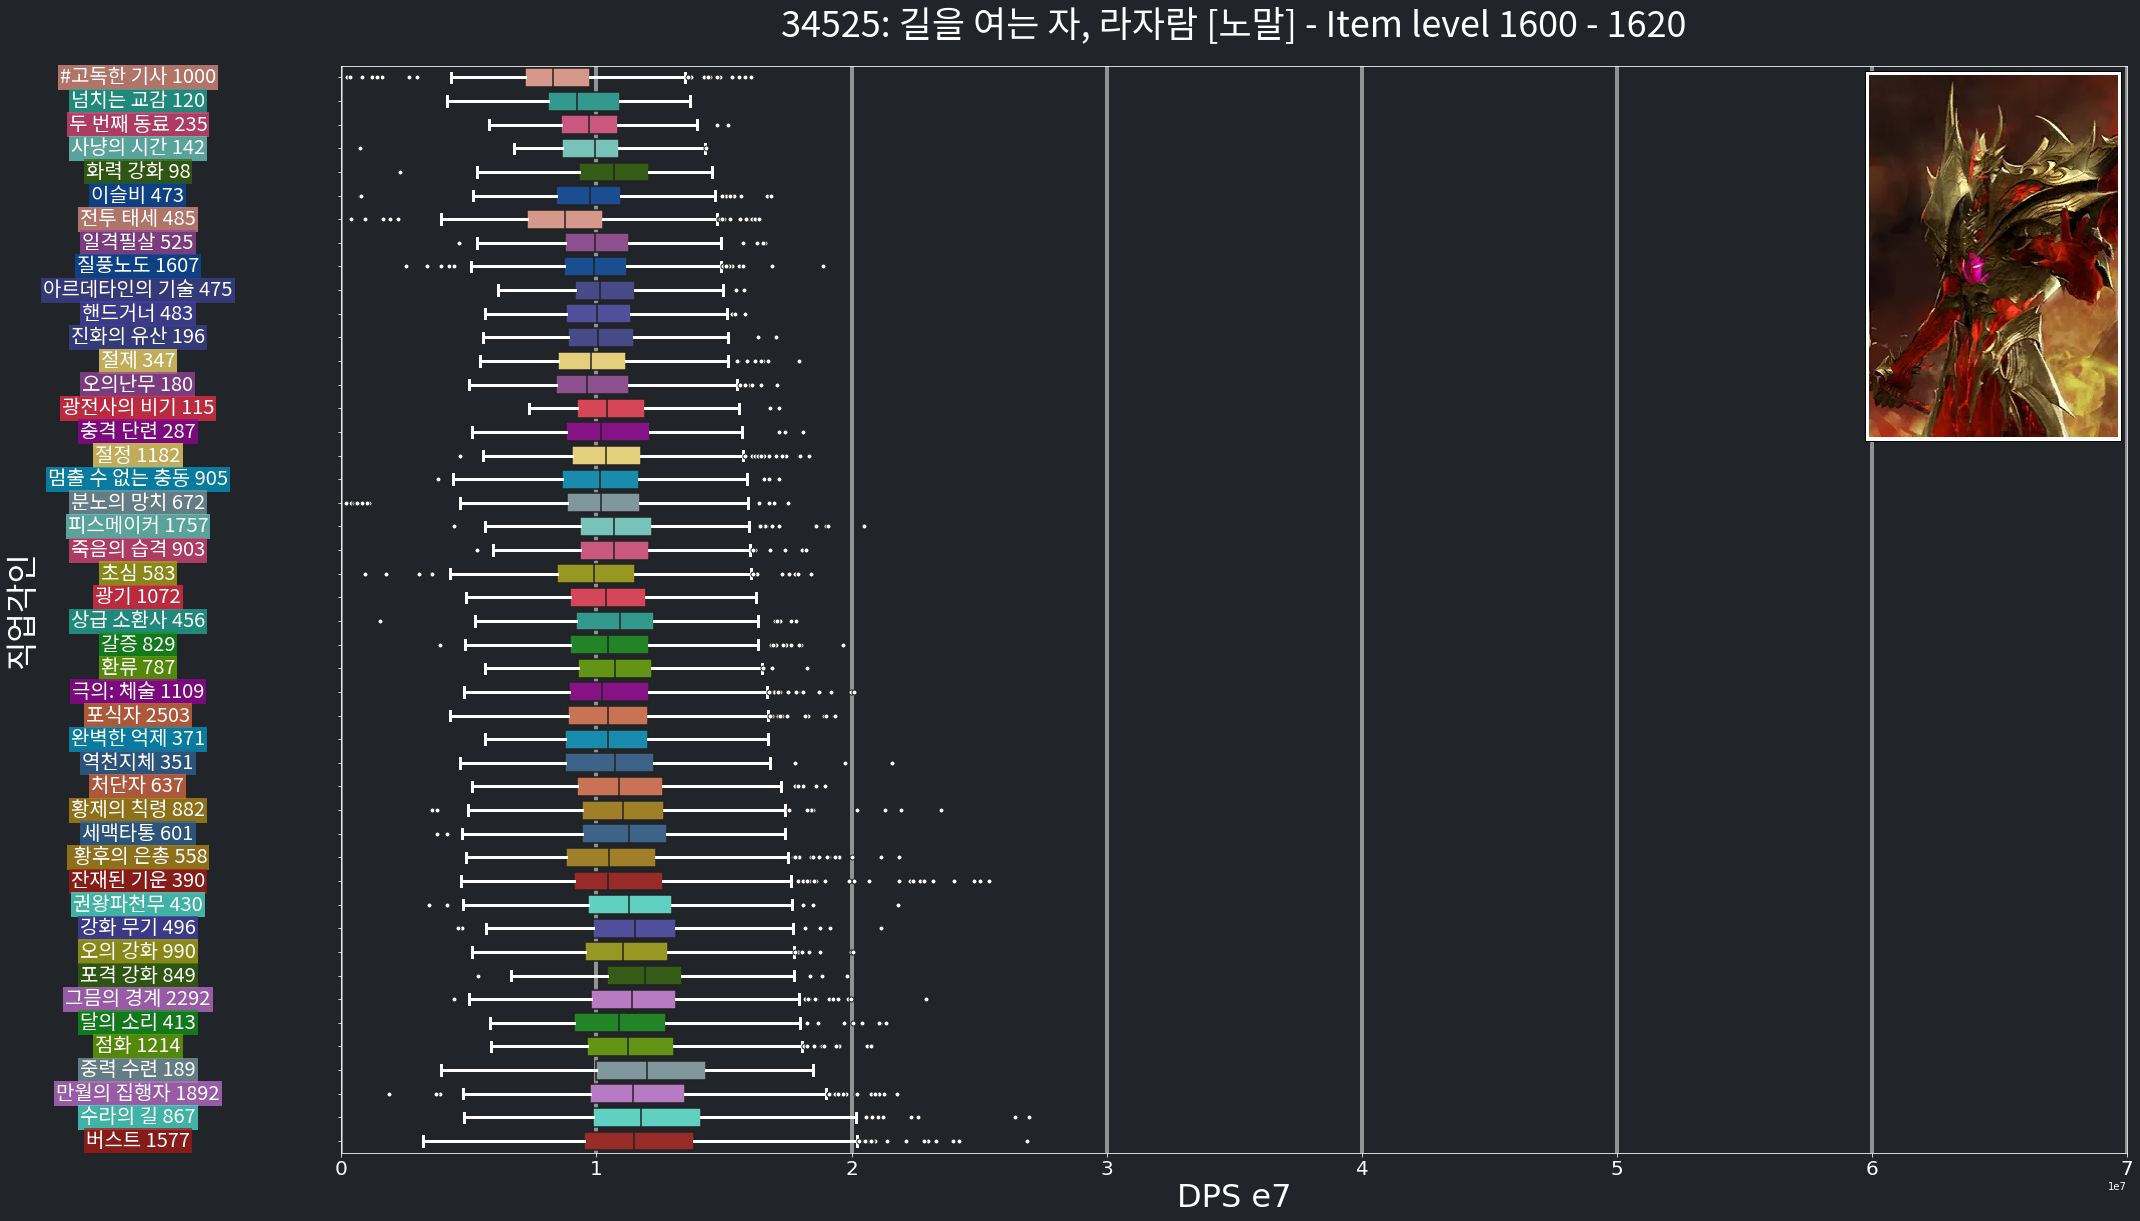 34525: 길을 여는 자, 라자람 [노말] - Item level 1600 - 1620
#고독한 기사 1000
넘치는 교감 120
두 번째 동료 235
사냥의 시간 142
화력 강화 98
이슬비 473
전투 태세 485
일격필살 525
질풍노도 1607
아르데타인의 기술 475
핸드거너 483
진화의 유산 196
절제 347
오의난무 180
광전사의 비기 115
충격 단련 287
절정 1182
멈출 수 없는 충동 905
분노의 망치 672
피스메이커 1757
죽음의 습격 903
초심 583
광기 1072
상급 소환사 456
갈증 829
환류 787
극의: 체술 1109
포식자 2503
완벽한 억제 371
역천지체 351
처단자 637
황제의 칙령 882
세맥타통 601
황후의 은총 558
잔재된 기운 390
권왕파천무 430
강화 무기 496
오의 강화 990
포격 강화 849
그믐의 경계 2292
달의 소리 413
점화 1214
중력 수련 189
만월의 집행자 1892
수라의 길 867
버스트 1577
직업각인
0 1 2 3 4 5 6 7
1e7
DPS e7